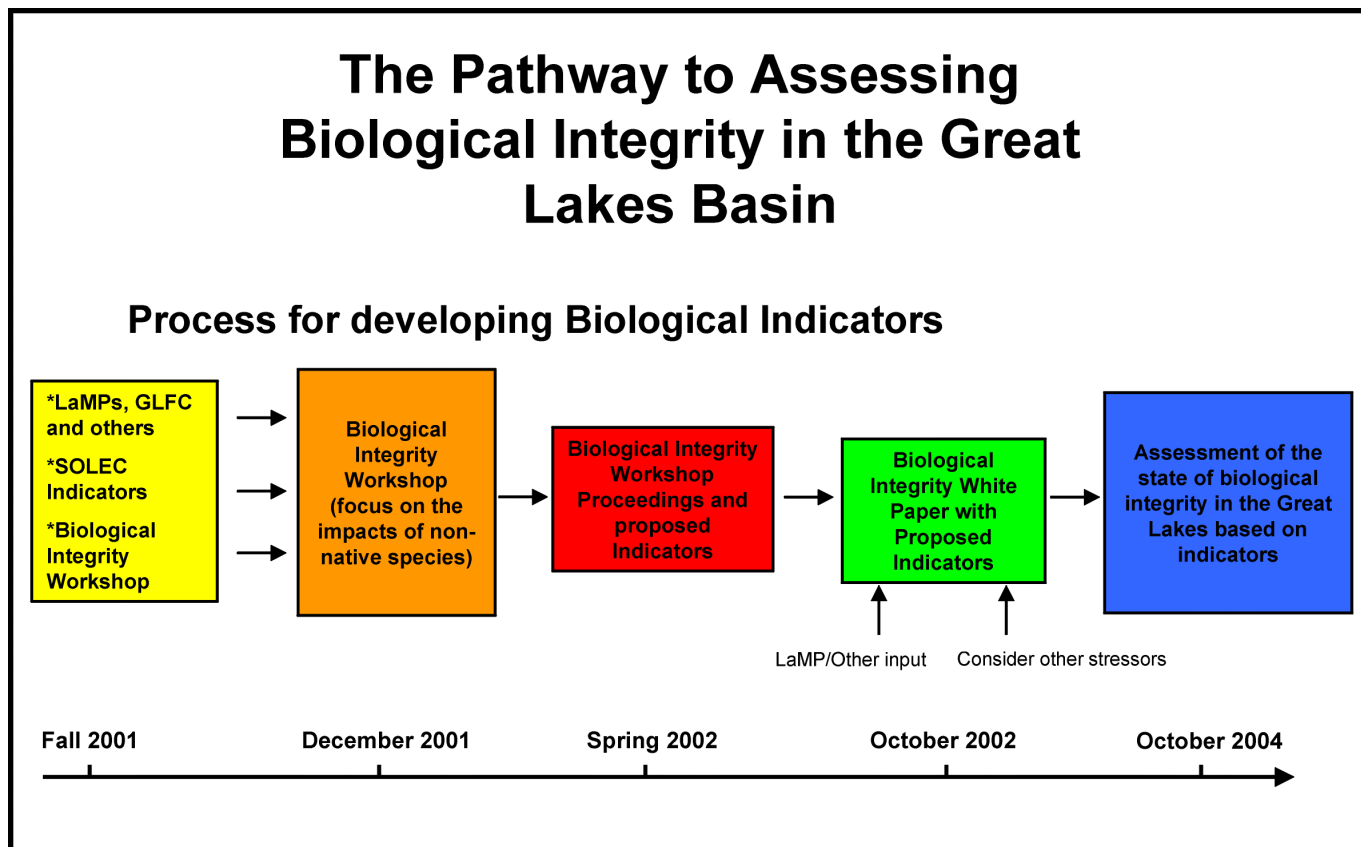 The Pathway to Assessing
Biological Integrity in the Great
Lakes Basin
Process for developing Biological Indicators
*LaMPs, GLFC
and others
*SOLEC
Indicators
*Biological
Integrity
Workshop
Biological
Integrity
Workshop
(focus on the
impacts of non-
native species)
Biological Integrity
Workshop
Proceedings and
proposed
Indicators
Biological
Integrity White
Paper with
Proposed
Indicators
Assessment of the
state of biological
integrity in the Great
Lakes based on
indicators
LaMP/Other input
Consider other stressors
Fall 2001
December 2001
Spring 2002
October 2002
October 2004